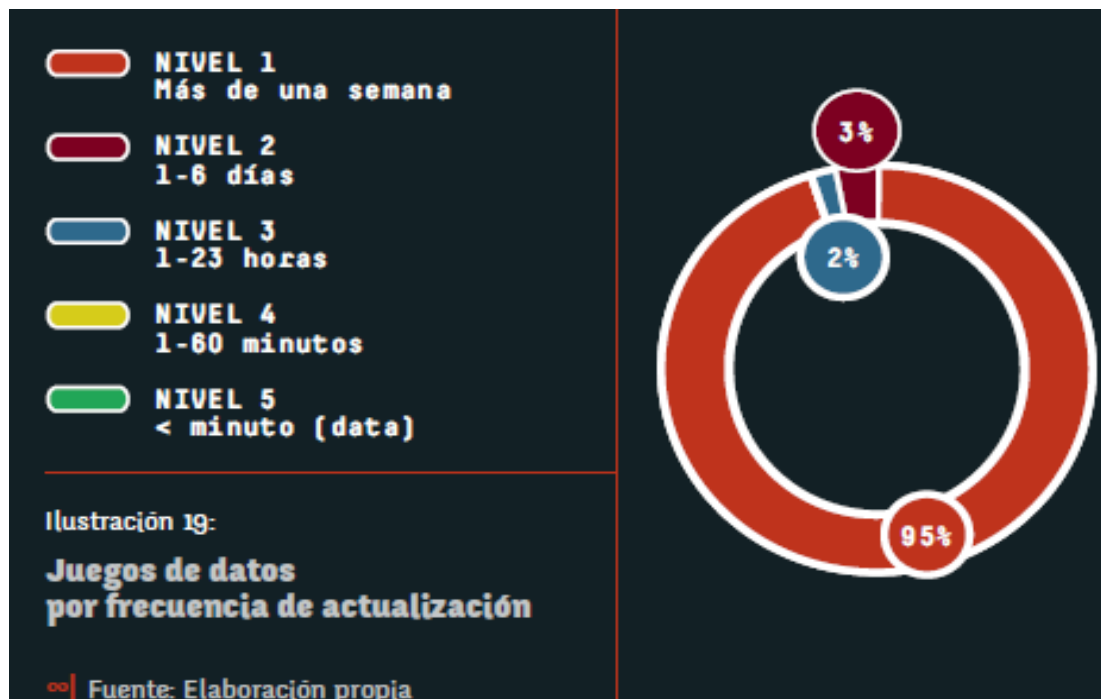 NIVEL 1
Más de una semana
NIVEL 2
1-6 días
NIVEL 3
1-23 horas
NIVEL 4
1-60 minutos
NIVEL 5
< minuto (data)
Ilustración 19:
Juegos de datos
por frecuencia de actualización
Fuente: Elaboración propia
3%
2%
95%